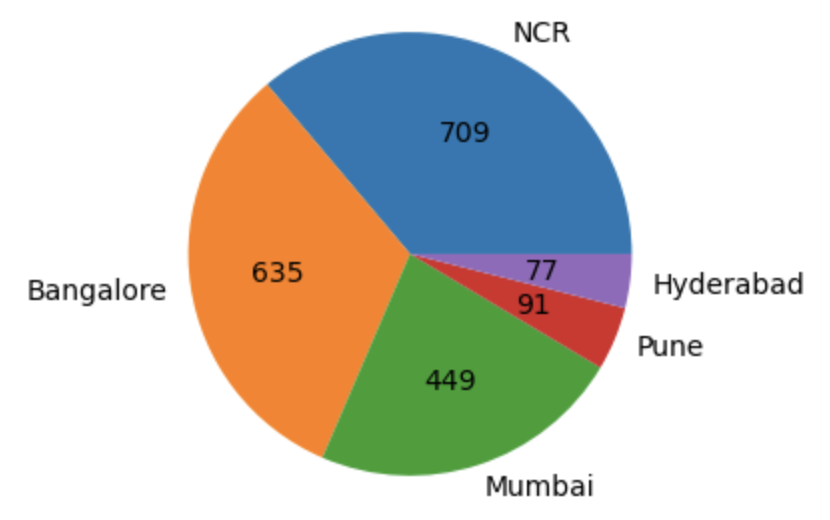 NCR
709
Bangalore
635
77
Hyderabad
91
Pune
449
Mumbai